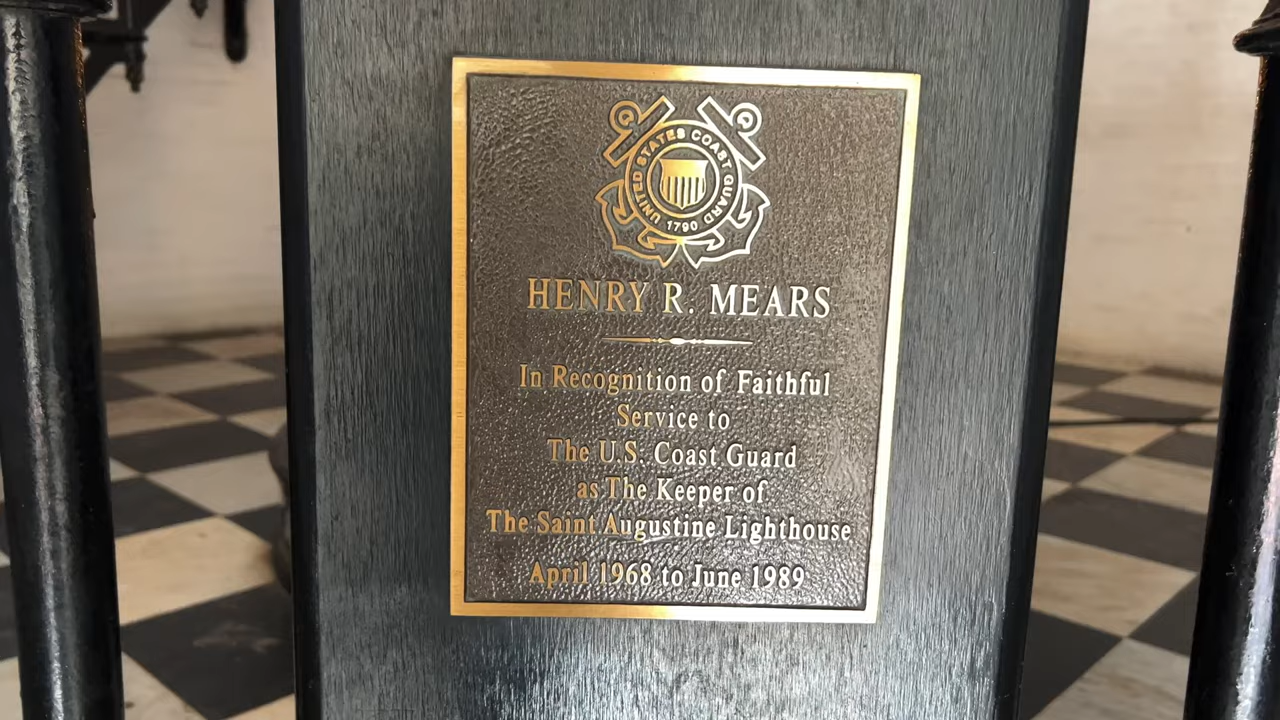 UNITED STATES COAST GUARD
1790
HENRY R. MEARS
In Recognition of Faithful
Service to
The U.S. Coast Guard
as The Keeper of
The Saint Augustine Lighthouse
April 1968 to June 1989